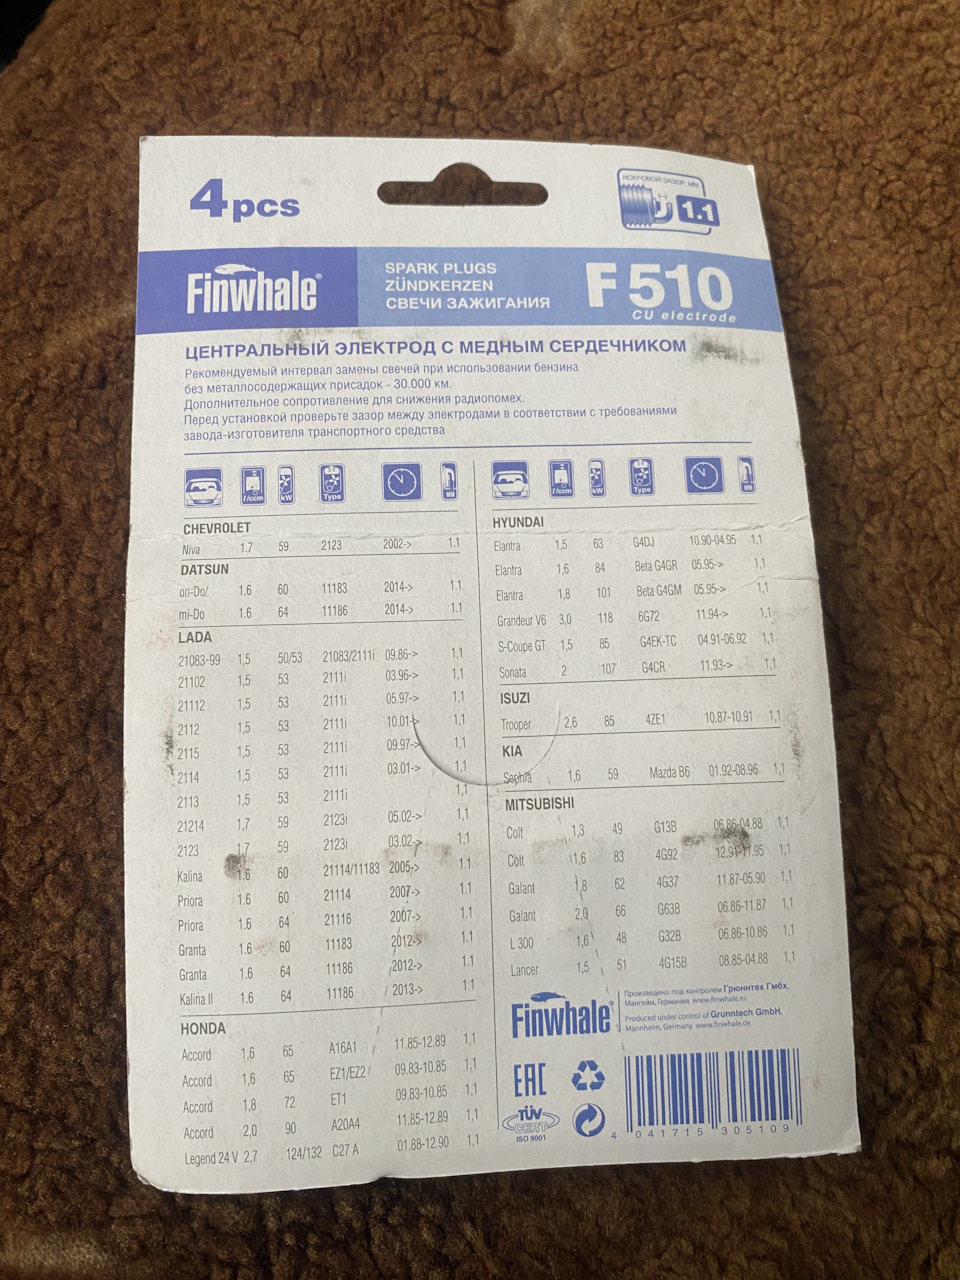 4 pcs
ИСКРОВОЙ ЗАЗОР, ММ
1.1
Finwhale®
SPARK PLUGS
ZÜNDKERZEN
СВЕЧИ ЗАЖИГАНИЯ
F 510
CU electrode
ЦЕНТРАЛЬНЫЙ ЭЛЕКТРОД С МЕДНЫМ СЕРДЕЧНИКОМ
Рекомендуемый интервал замены свечей при использовании бензина
без металлосодержащих присадок - 30.000 км.
Дополнительное сопротивление для снижения радиопомех.
Перед установкой проверьте зазор между электродами в соответствии с требованиями
завода-изготовителя транспортного средства
l/ccm kW Type MM
CHEVROLET
Niva 1.7 59 2123 2002-> 1.1
DATSUN
on-Do/ 1.6 60 11183 2014-> 1.1
mi-Do 1.6 64 11186 2014-> 1.1
LADA
21083-99 1,5 50/53 21083/2111i 09.86-> 1,1
21102 1,5 53 2111i 03.96-> 1,1
21112 1,5 53 2111i 05.97-> 1,1
2112 1,5 53 2111i 10.01-> 1,1
2115 1,5 53 2111i 09.97-> 1,1
2114 1,5 53 2111i 03.01-> 1,1
2113 1,5 53 2111i 1,1
21214 1,7 59 2123i 05.02-> 1,1
2123 1,7 59 2123i 03.02-> 1,1
Kalina 1.6 60 21114/11183 2005-> 1.1
Priora 1.6 60 21114 2007-> 1.1
Priora 1.6 64 21116 2007-> 1.1
Granta 1.6 60 11183 2012-> 1.1
Granta 1.6 64 11186 2012-> 1.1
Kalina II 1.6 64 11186 2013-> 1.1
HONDA
Accord 1,6 65 A16A1 11.85-12.89 1,1
Accord 1,6 65 EZ1/EZ2 09.83-10.85 1,1
Accord 1,8 72 ET1 09.83-10.85 1,1
Accord 2,0 90 A20A4 11.85-12.89 1,1
Legend 24 V 2,7 124/132 C27 A 01.88-12.90 1,1
l/ccm kW Type MM
HYUNDAI
Elantra 1,5 63 G4DJ 10.90-04.95 1,1
Elantra 1,6 84 Beta G4GR 05.95-> 1,1
Elantra 1,8 101 Beta G4GM 05.95-> 1,1
Grandeur V6 3,0 118 6G72 11.94-> 1,1
S-Coupe GT 1,5 85 G4EK-TC 04.91-06.92 1,1
Sonata 2 107 G4CR 11.93-> 1,1
ISUZI
Trooper 2,6 85 4ZE1 10.87-10.91 1,1
KIA
Sephia 1,6 59 Mazda B6 01.92-08.96 1,1
MITSUBISHI
Colt 1,3 49 G13B 06.86-04.88 1,1
Colt 1,6 83 4G92 12.91-11.95 1,1
Galant 1,8 62 4G37 11.87-05.90 1,1
Galant 2,0 66 G63B 06.86-11.87 1,1
L 300 1,6 48 G32B 06.86-10.86 1,1
Lancer 1,5 51 4G15B 08.85-04.88 1,1
Finwhale®
Произведено под контролем Грюннтех Гмбх,
Мангейм, Германия www.finwhale.ru
Produced under control of Grunntech GmbH,
Mannheim, Germany www.finwhale.de
EAC
TÜV
CERT
ISO 9001
4 041715 305109